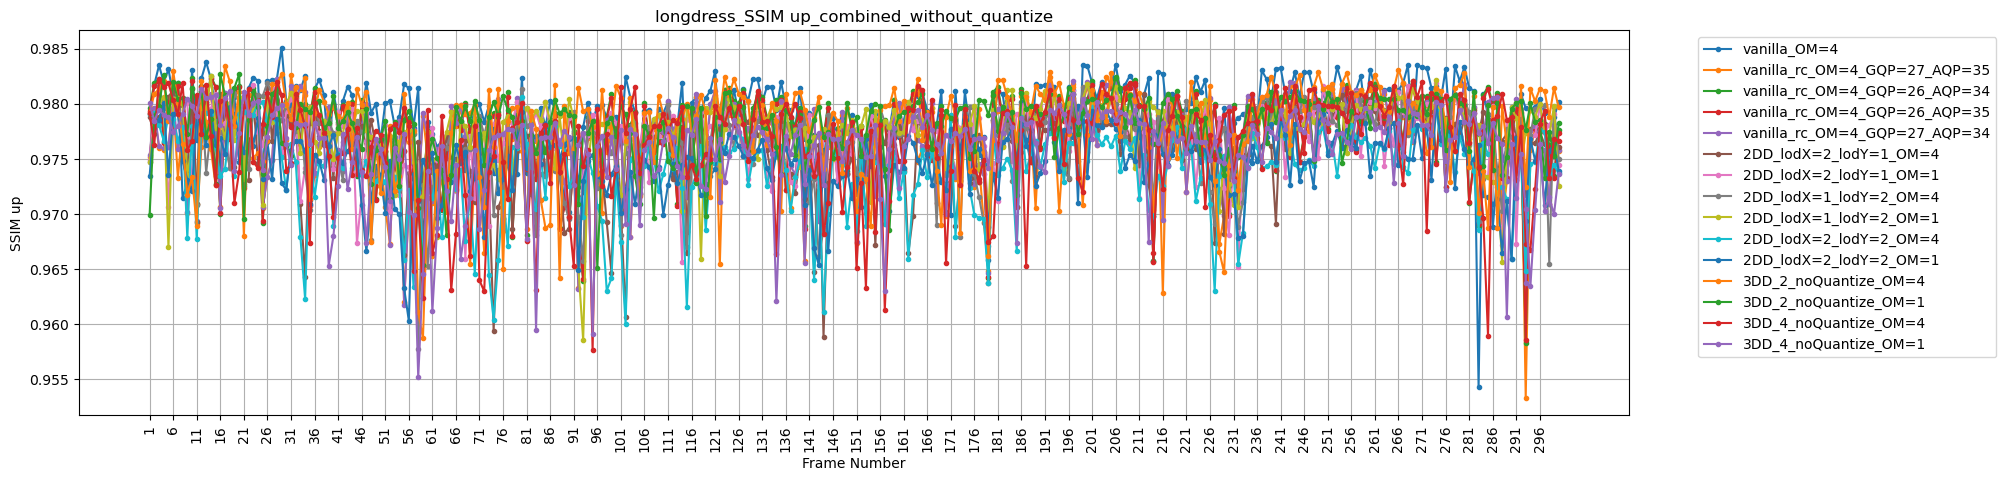 longdress_SSIM up_combined_without_quantize
SSIM up
0.985
0.980
0.975
0.970
0.965
0.960
0.955
1 6 11 16 21 26 31 36 41 46 51 56 61 66 71 76 81 86 91 96 101 106 111 116 121 126 131 136 141 146 151 156 161 166 171 176 181 186 191 196 201 206 211 216 221 226 231 236 241 246 251 256 261 266 271 276 281 286 291 296
Frame Number
vanilla_OM=4
vanilla_rc_OM=4_GQP=27_AQP=35
vanilla_rc_OM=4_GQP=26_AQP=34
vanilla_rc_OM=4_GQP=26_AQP=35
vanilla_rc_OM=4_GQP=27_AQP=34
2DD_lodX=2_lodY=1_OM=4
2DD_lodX=2_lodY=1_OM=1
2DD_lodX=1_lodY=2_OM=4
2DD_lodX=1_lodY=2_OM=1
2DD_lodX=2_lodY=2_OM=4
2DD_lodX=2_lodY=2_OM=1
3DD_2_noQuantize_OM=4
3DD_2_noQuantize_OM=1
3DD_4_noQuantize_OM=4
3DD_4_noQuantize_OM=1